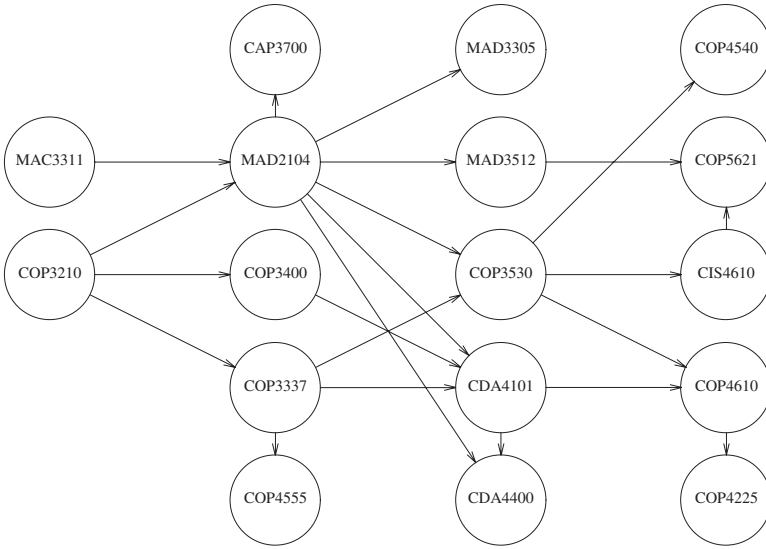 CAP3700
MAD3305
COP4540
MAC3311
MAD2104
MAD3512
COP5621
COP3210
COP3400
COP3530
CIS4610
COP3337
CDA4101
COP4610
COP4555
CDA4400
COP4225